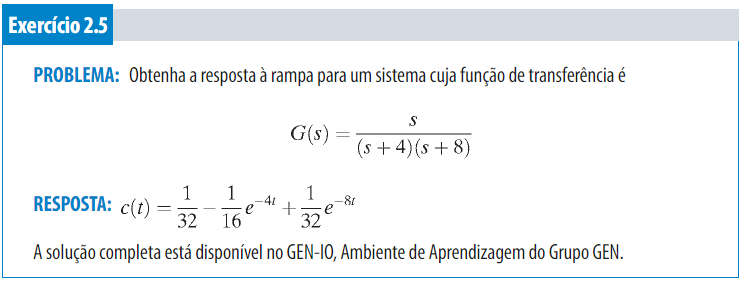 Exercício 2.5
PROBLEMA: Obtenha a resposta à rampa para um sistema cuja função de transferência é
G(s) = s / ((s + 4)(s + 8))
RESPOSTA: c(t) = 1/32 − 1/16 e^{−4t} + 1/32 e^{−8t}
A solução completa está disponível no GEN-IO, Ambiente de Aprendizagem do Grupo GEN.